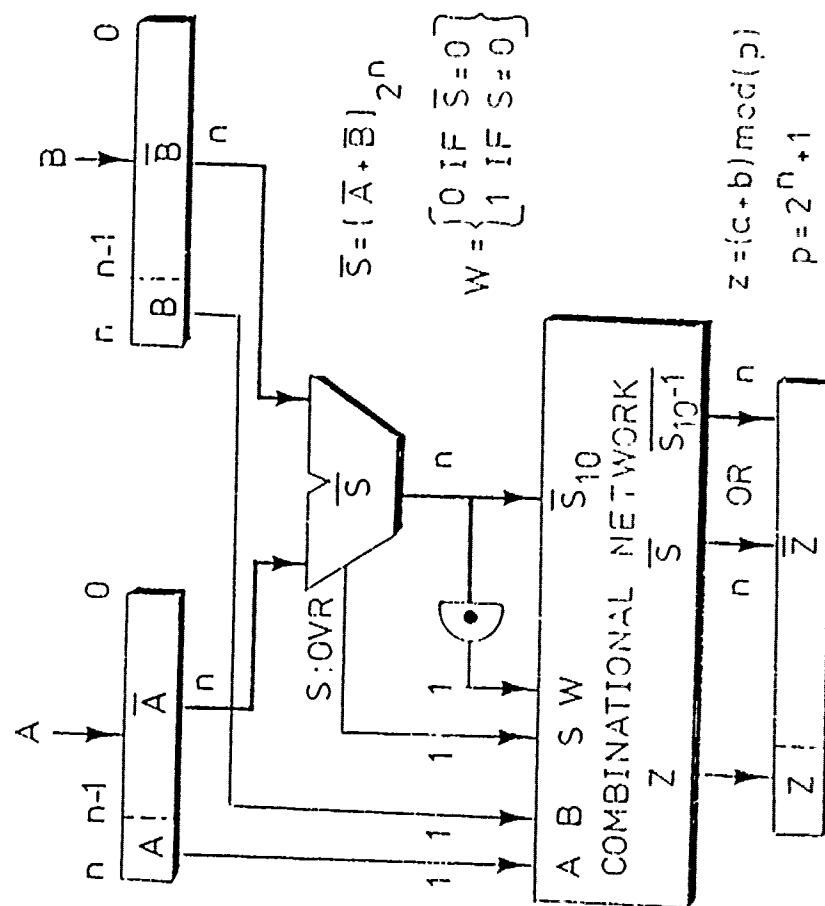 A
B
n n-1 0
A A̅
n. n-1 0
B B̅
n
n
S:OVR
S̅
S̅=(A̅+B̅)2ⁿ
n
W={0 IF S̅=0
1 IF S=0}
1 1 1 1
A B S W S̅10
COMBINATIONAL NETWORK
Z S̅ OR S10-1
n n
z=(a+b)mod(p)
p=2ⁿ+1
Z Z̅